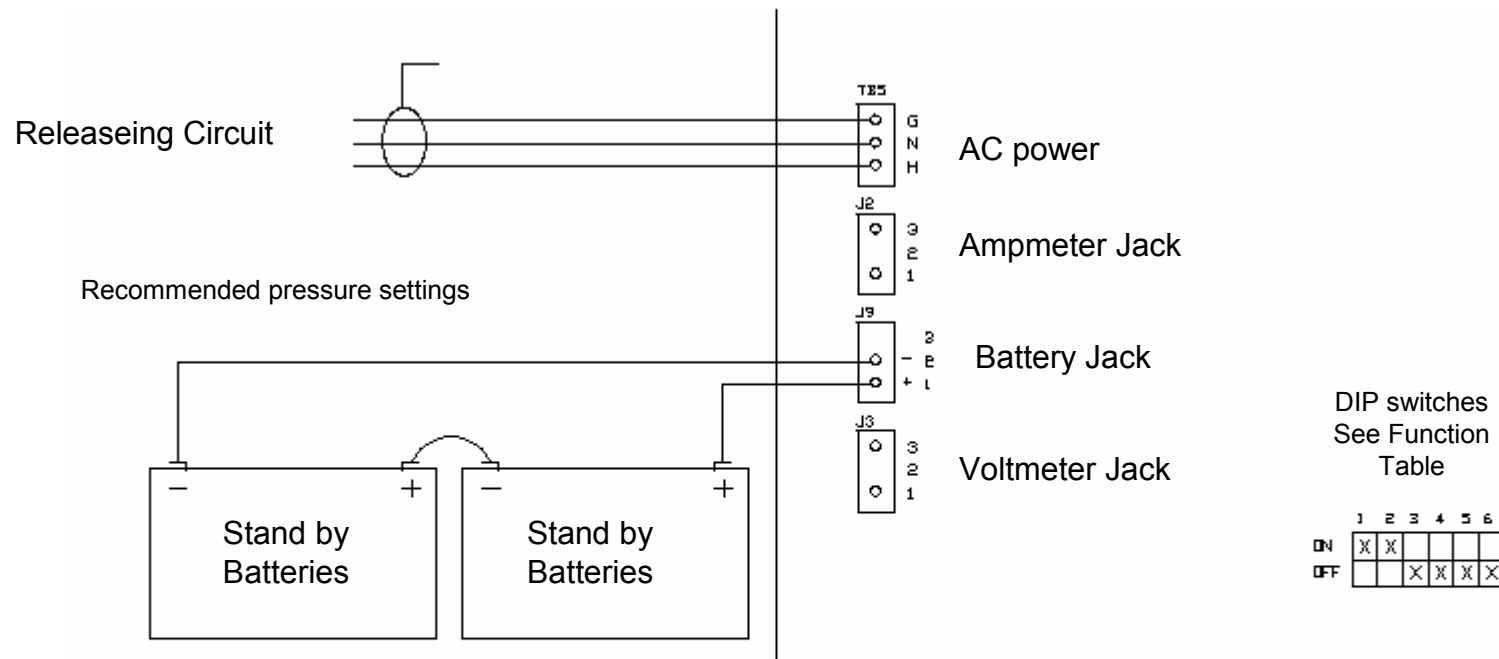 TB5
Releaseing Circuit
G
N
H
AC power
J2
3
2
1
Ampmeter Jack
Recommended pressure settings
J9
3
- 2
+ 1
Battery Jack
J3
3
2
1
Voltmeter Jack
- +
Stand by
Batteries
- +
Stand by
Batteries
DIP switches
See Function
Table
1 2 3 4 5 6
ON X X
OFF X X X X